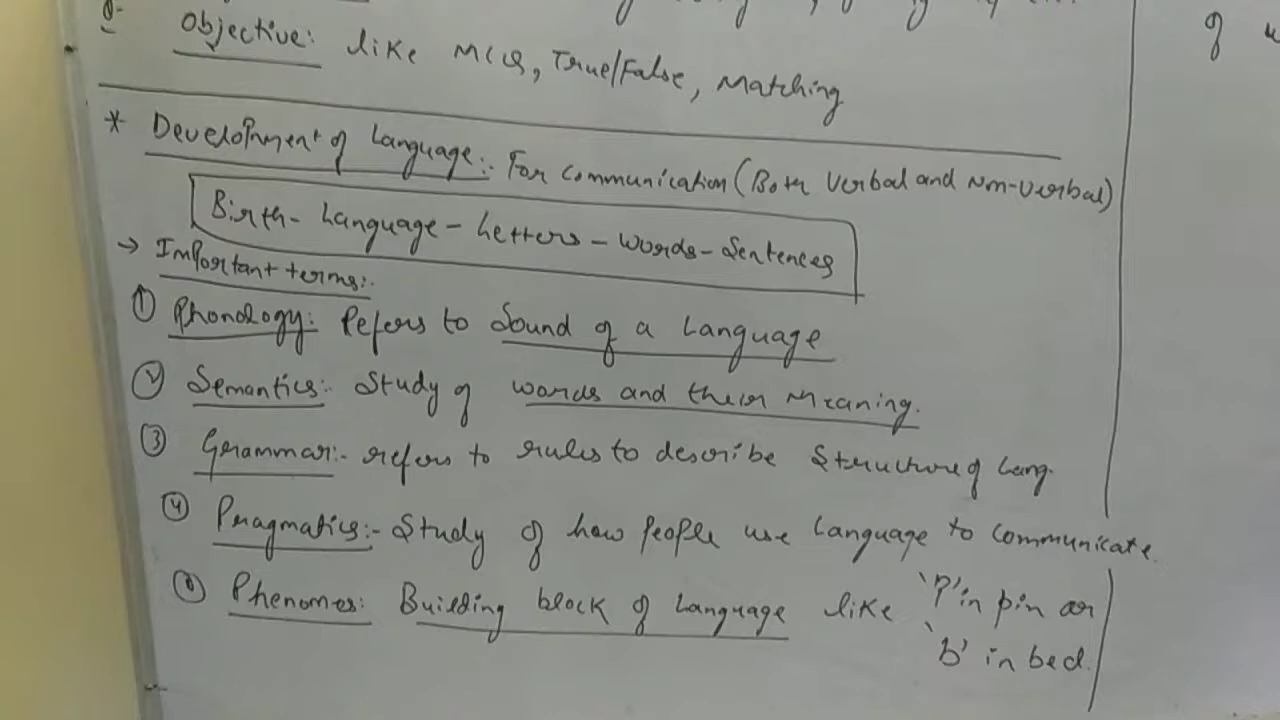 Objective: like MCQ, True/False, Matching
* Development of Language:- For communication (Both Verbal and Non-verbal)
Birth - Language - Letters - Words - Sentences
→ Important terms:-
① Phonology: Refers to Sound of a Language
② Semantics:- Study of words and their Meaning.
③ Grammar:- refers to rules to describe Structure of Lang.
④ Pragmatics:- Study of how People use Language to Communicate.
Phenomes: Building block of Language like 'P' in pin or
'b' in bed.
of